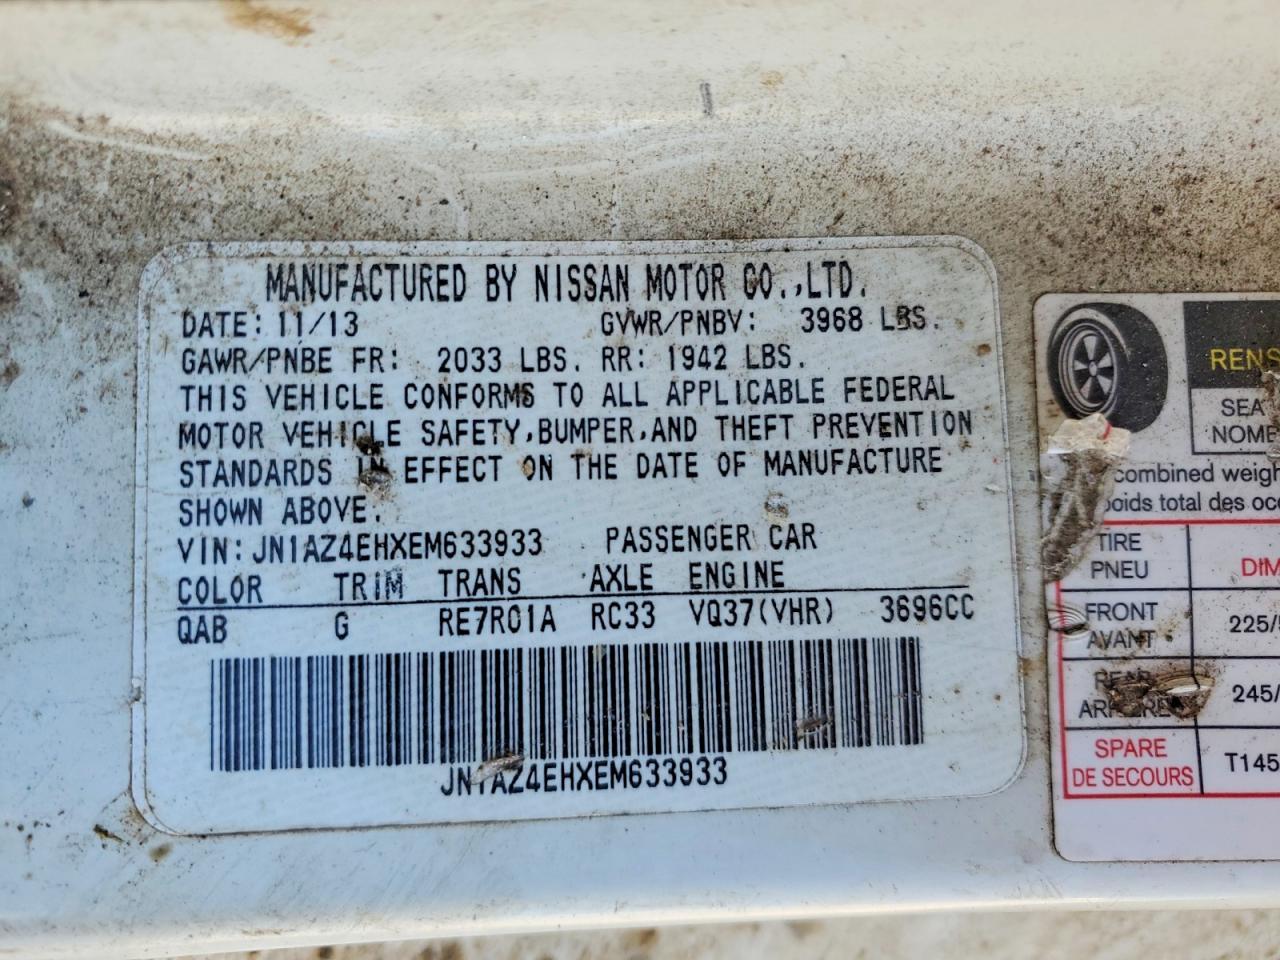 MANUFACTURED BY NISSAN MOTOR CO.,LTD.
DATE: 11/13 GVWR/PNBV: 3968 LBS.
GAWR/PNBE FR: 2033 LBS. RR: 1942 LBS.
THIS VEHICLE CONFORMS TO ALL APPLICABLE FEDERAL
MOTOR VEHICLE SAFETY,BUMPER,AND THEFT PREVENTION
STANDARDS IN EFFECT ON THE DATE OF MANUFACTURE
SHOWN ABOVE.
VIN: JN1AZ4EHXEM633933 PASSENGER CAR
COLOR TRIM TRANS AXLE ENGINE
QAB G RE7R01A RC33 VQ37(VHR) 3696CC
JN1AZ4EHXEM633933
RENS
SEA
NOMB
combined weigh
poids total des occ
TIRE
PNEU DIM
FRONT
AVANT 225/
REAR
ARRIERE 245/
SPARE
DE SECOURS T145